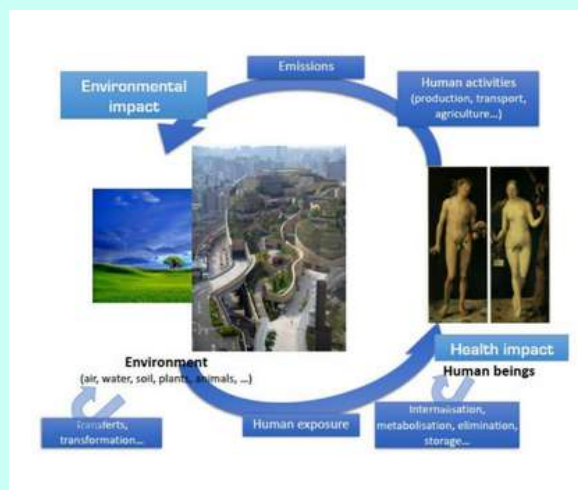 Emissions
Environmental
impact
Human activities
(production, transport,
agriculture...)
Environment
(air, water, soil, plants, animals, ...)
Health impact
Human beings
Transferts,
transformation...
Human exposure
Internalisation,
metabolisation, elimination,
storage...